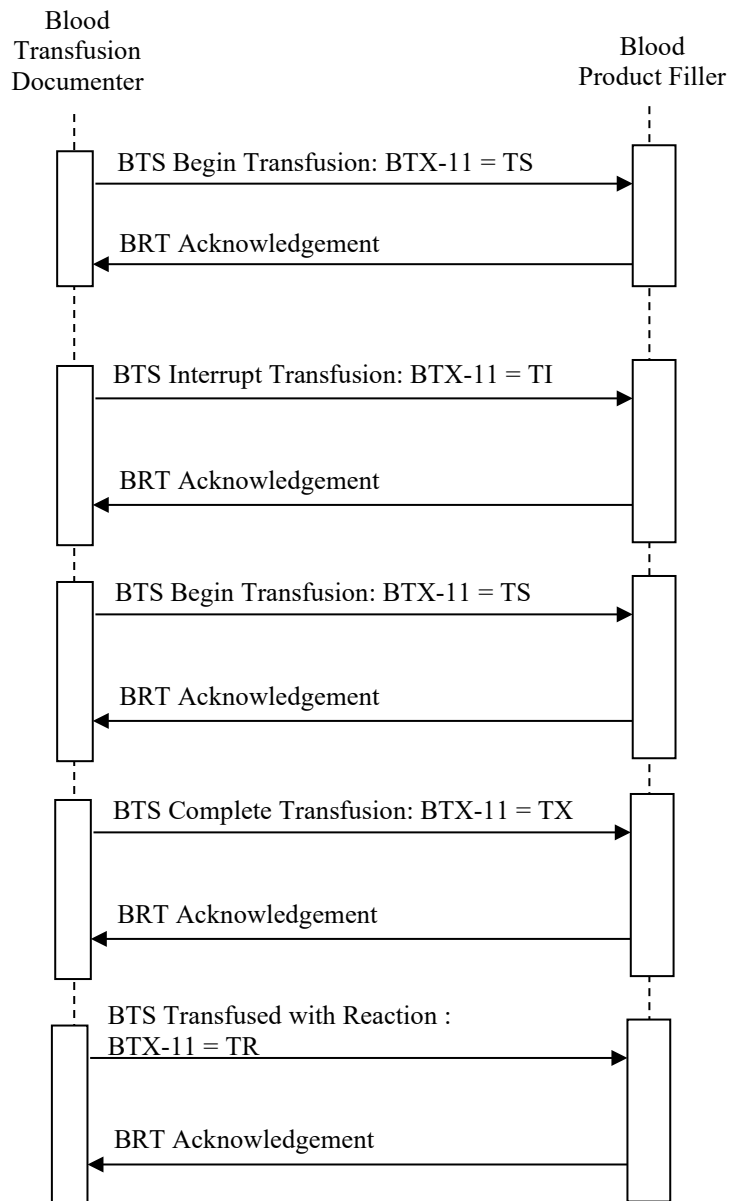 Blood
Transfusion
Documenter
Blood
Product Filler
BTS Begin Transfusion: BTX-11 = TS
BRT Acknowledgement
BTS Interrupt Transfusion: BTX-11 = TI
BRT Acknowledgement
BTS Begin Transfusion: BTX-11 = TS
BRT Acknowledgement
BTS Complete Transfusion: BTX-11 = TX
BRT Acknowledgement
BTS Transfused with Reaction :
BTX-11 = TR
BRT Acknowledgement